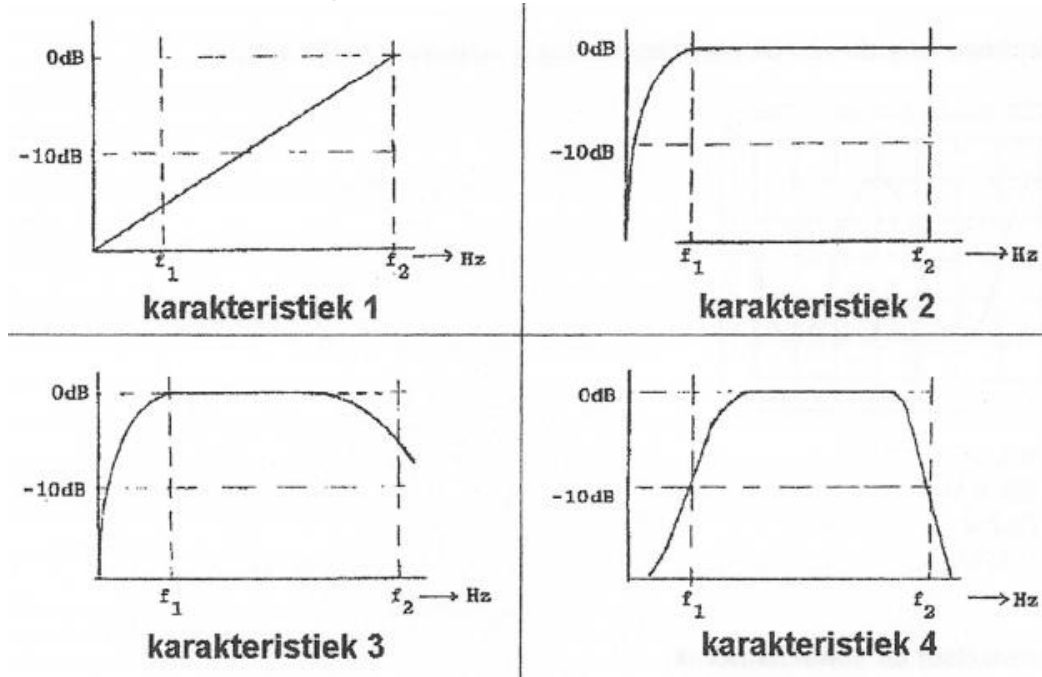 0dB
-10dB
f1
f2
→ Hz
karakteristiek 1
0dB
-10dB
f1
f2
→ Hz
karakteristiek 2
0dB
-10dB
f1
f2
→ Hz
karakteristiek 3
0dB
-10dB
f1
f2
→ Hz
karakteristiek 4